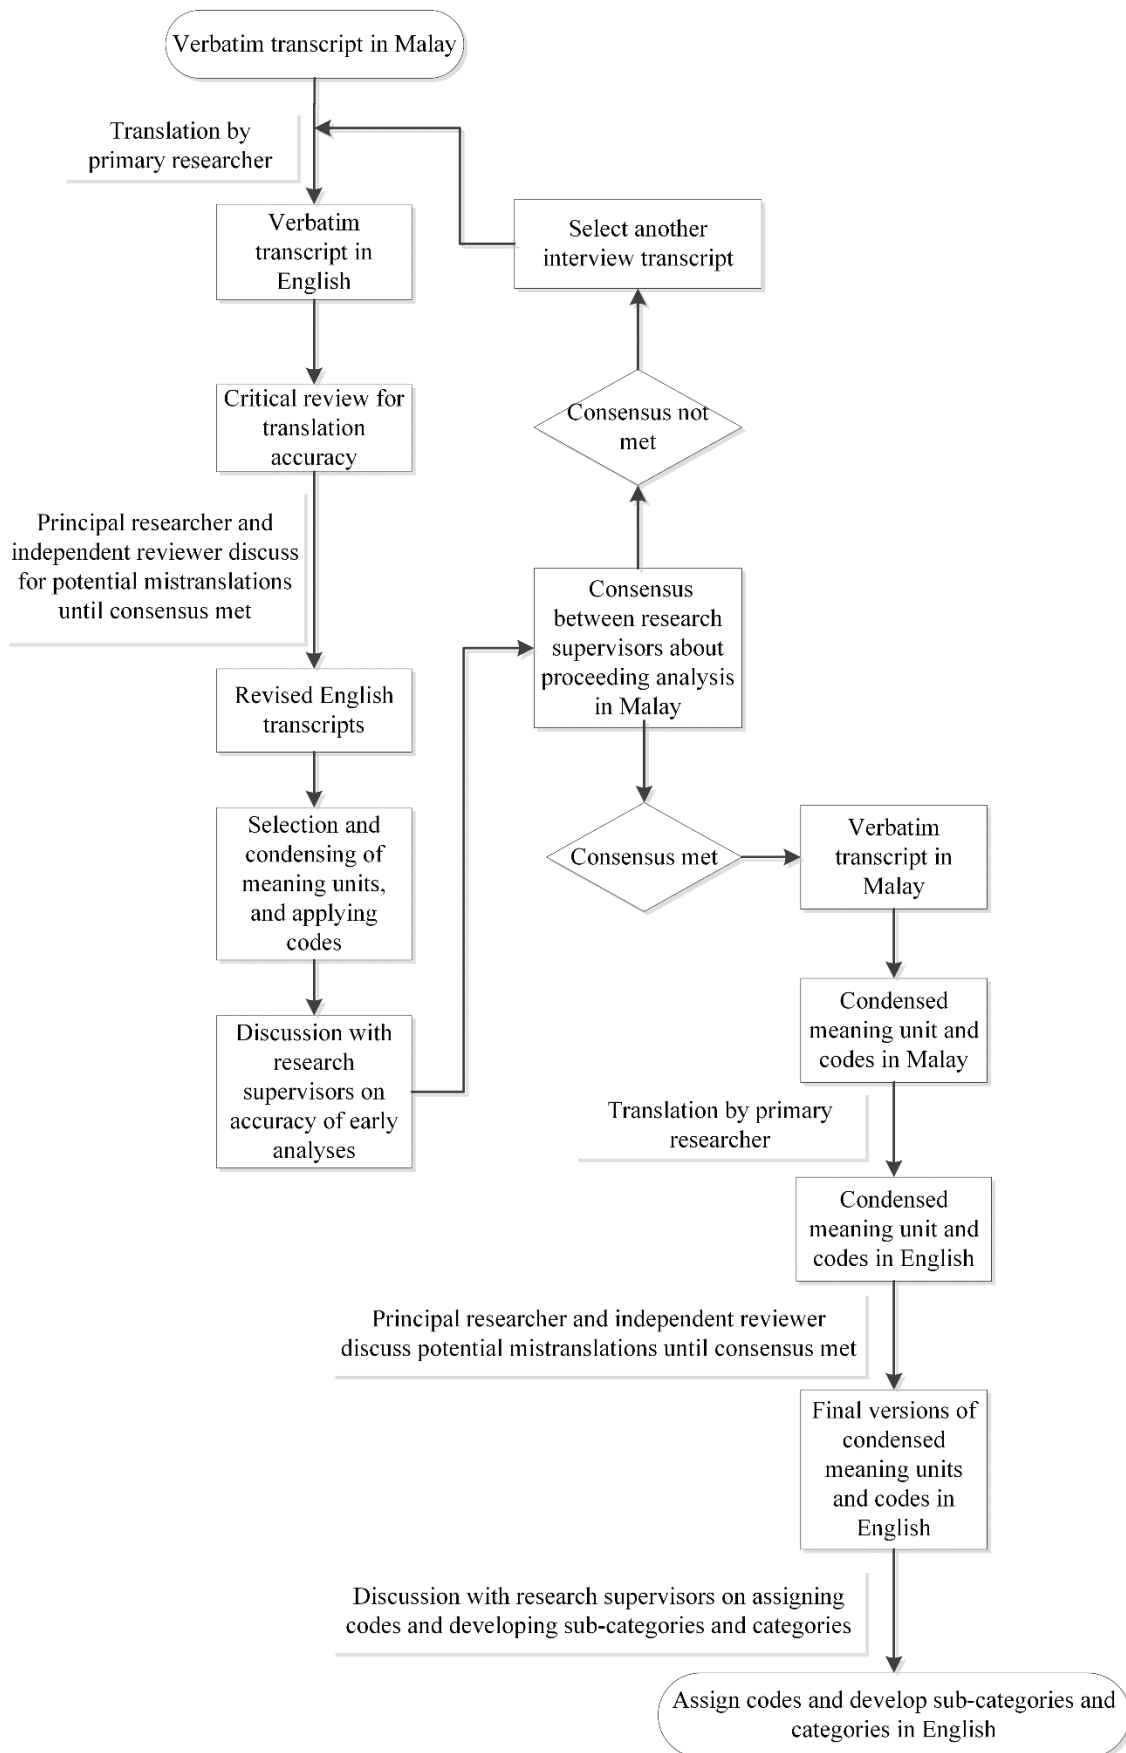 Verbatim transcript in Malay
Translation by
primary researcher
Verbatim
transcript in
English
Select another
interview transcript
Critical review for
translation
accuracy
Consensus not
met
Principal researcher and
independent reviewer discuss
for potential mistranslations
until consensus met
Consensus
between research
supervisors about
proceeding analysis
in Malay
Revised English
transcripts
Selection and
condensing of
meaning units,
and applying
codes
Consensus met
Verbatim
transcript in
Malay
Discussion with
research
supervisors on
accuracy of early
analyses
Condensed
meaning unit and
codes in Malay
Translation by primary
researcher
Condensed
meaning unit and
codes in English
Principal researcher and independent reviewer
discuss potential mistranslations until consensus met
Final versions of
condensed
meaning units
and codes in
English
Discussion with research supervisors on assigning
codes and developing sub-categories and categories
Assign codes and develop sub-categories and
categories in English